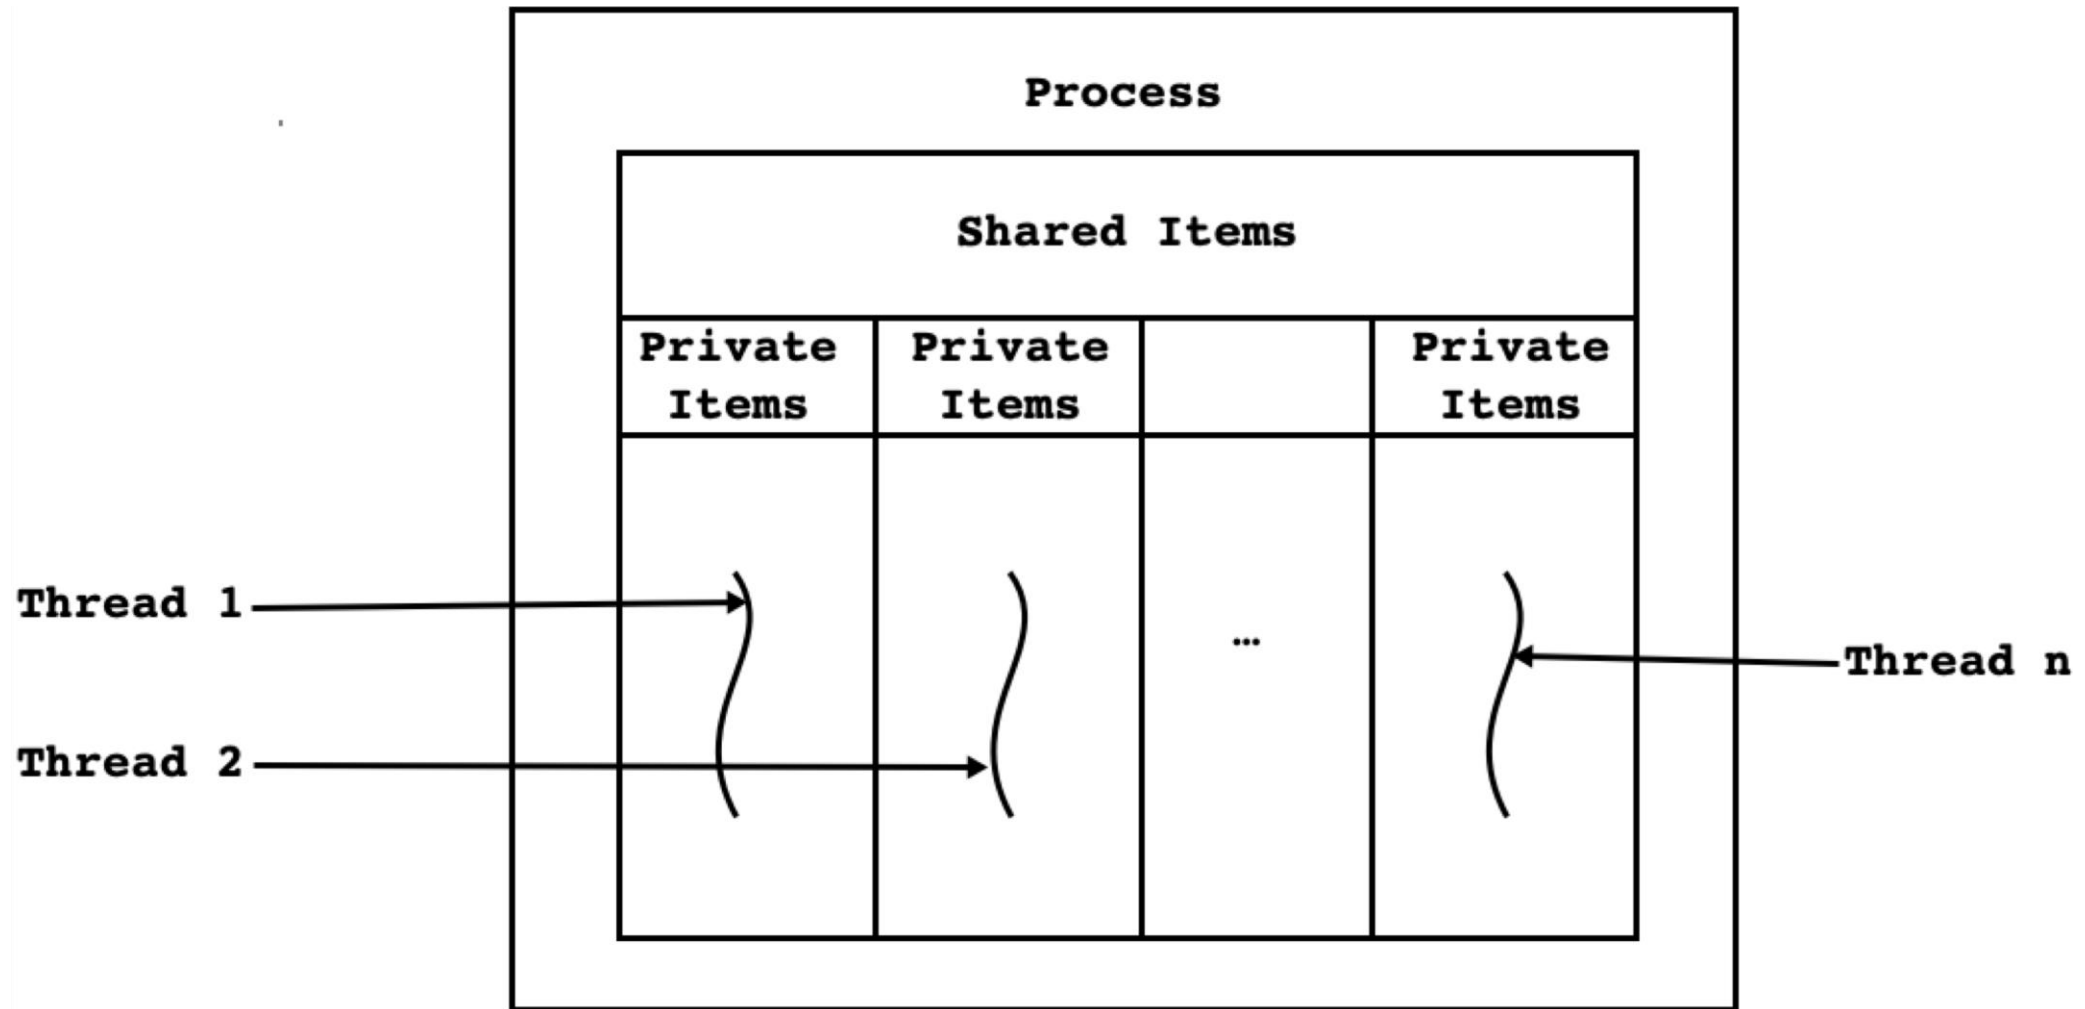 Process
Shared Items
Private
Items
Private
Items
Private
Items
Thread 1
...
Thread n
Thread 2